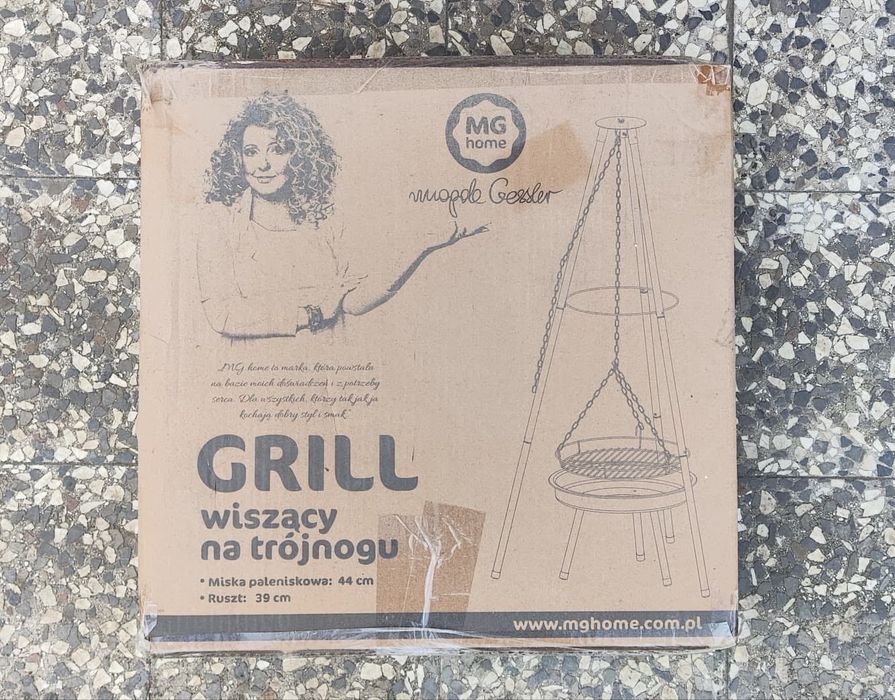 MG
home
Magda Gessler
„MG home to marka, która powstała
na bazie moich doświadczeń i z potrzeby
serca. Dla wszystkich, którzy tak jak ja
kochają dobry styl i smak."
GRILL
wiszący
na trójnogu
• Miska paleniskowa: 44 cm
• Ruszt: 39 cm
www.mghome.com.pl